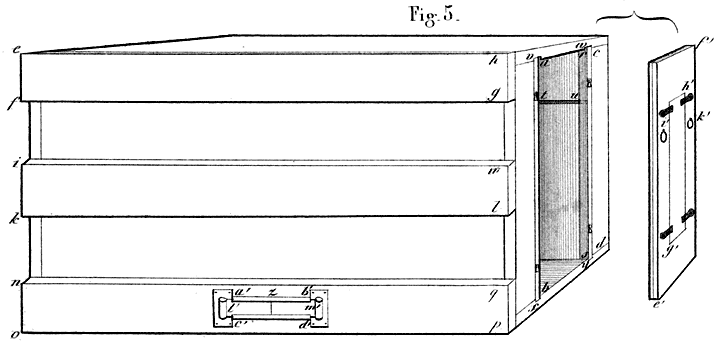 Fig. 5.
e h v a w r c f'
f g t u h' i' k'
i m
k l s d g'
n q y b
a' z b' l' m' x
o c' d' p e'